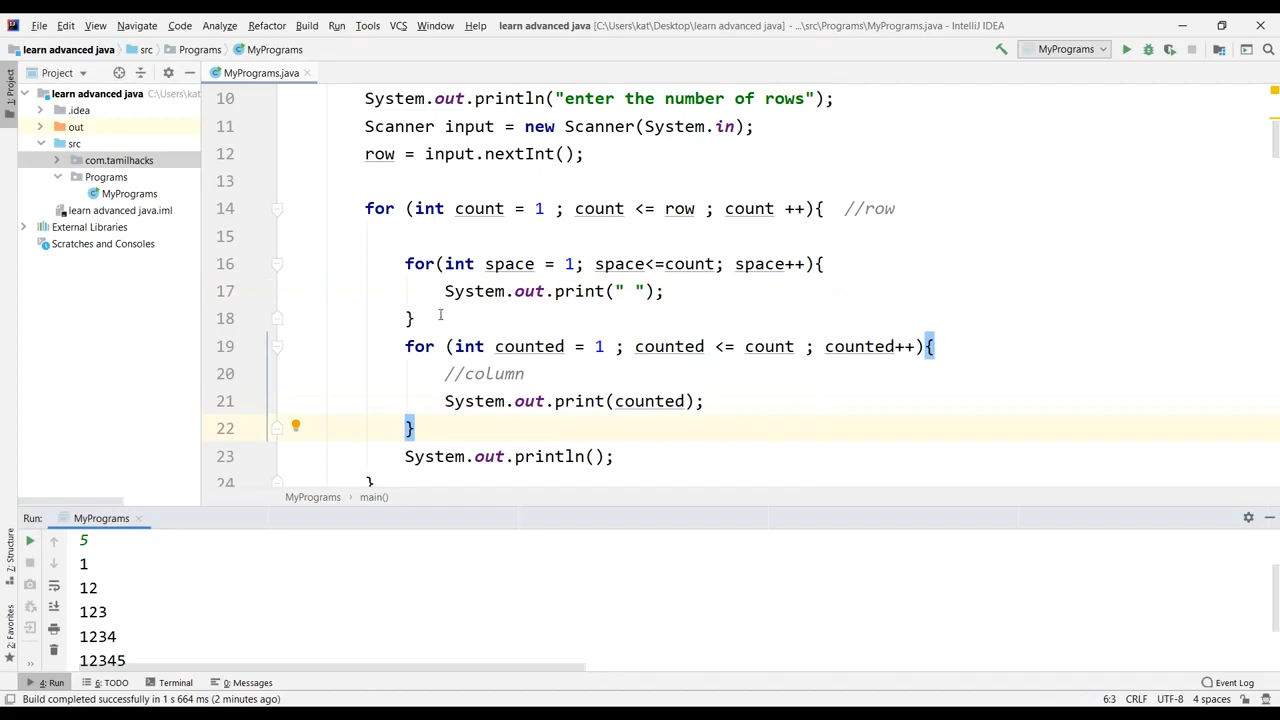 File Edit View Navigate Code Analyze Refactor Build Run Tools VCS Window Help learn advanced java [C:\Users\kat\Desktop\learn advanced java] - ...\src\Programs\MyPrograms.java - IntelliJ IDEA
learn advanced java src Programs MyPrograms MyPrograms
Project MyPrograms.java
1: Project
learn advanced java C:\Users\kat
.idea
out
src
com.tamilhacks
Programs
MyPrograms
learn advanced java.iml
External Libraries
Scratches and Consoles
10 System.out.println("enter the number of rows");
11 Scanner input = new Scanner(System.in);
12 row = input.nextInt();
13
14 for (int count = 1 ; count <= row ; count ++){ //row
15
16 for(int space = 1; space<=count; space++){
17 System.out.print(" ");
18 }
19 for (int counted = 1 ; counted <= count ; counted++){
20 //column
21 System.out.print(counted);
22 }
23 System.out.println();
24 }
MyPrograms main()
Run: MyPrograms
7: Structure
2: Favorites
5
1
12
123
1234
12345
4: Run 6: TODO Terminal 0: Messages Event Log
Build completed successfully in 1 s 664 ms (2 minutes ago) 6:3 CRLF UTF-8 4 spaces